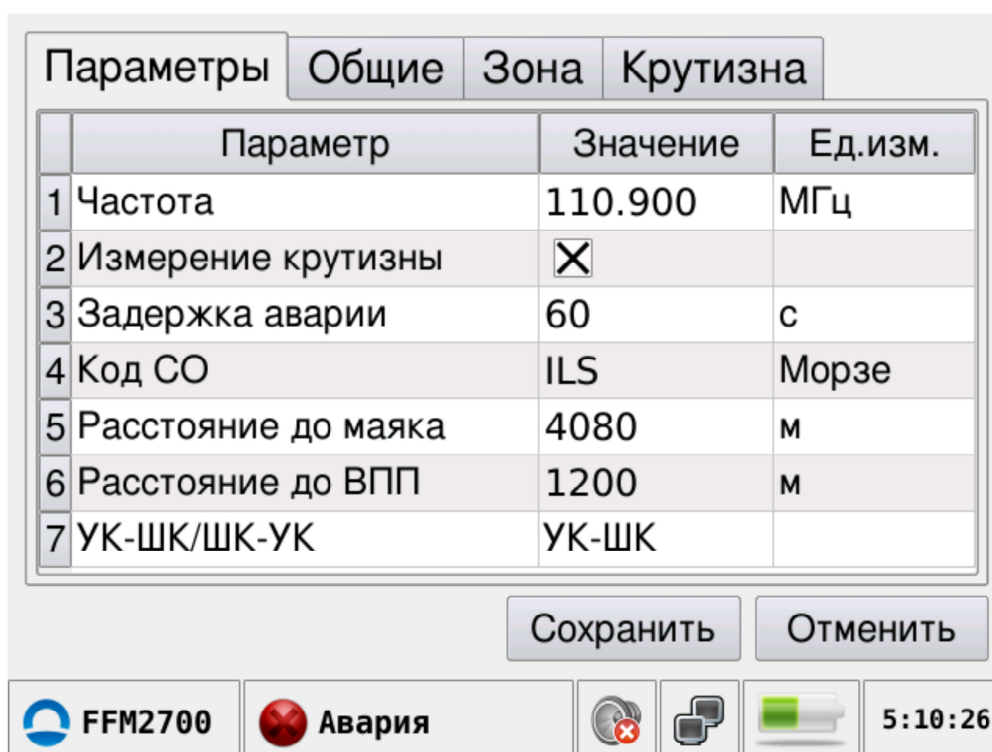 Параметры Общие Зона Крутизна
Параметр Значение Ед.изм.
1 Частота 110.900 МГц
2 Измерение крутизны
3 Задержка аварии 60 с
4 Код СО ILS Морзе
5 Расстояние до маяка 4080 м
6 Расстояние до ВПП 1200 м
7 УК-ШК/ШК-УК УК-ШК
Сохранить Отменить
FFM2700 Авария 5:10:26